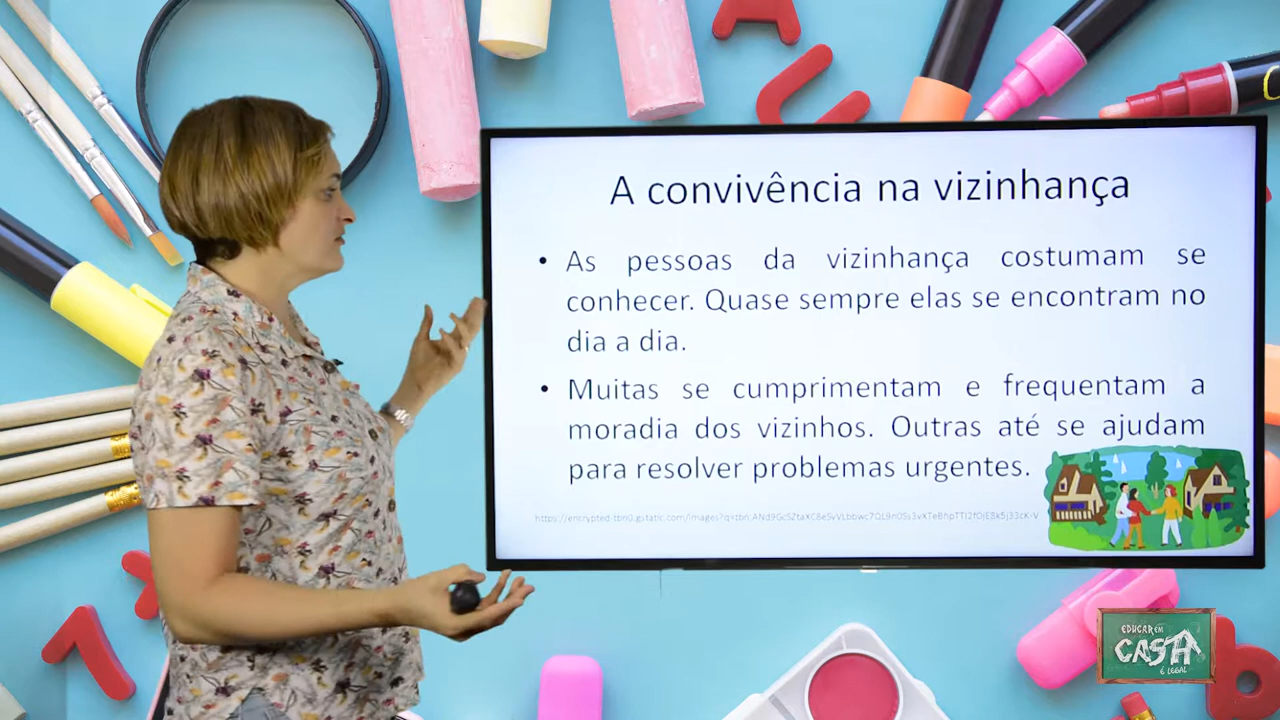 A convivência na vizinhança
• As pessoas da vizinhança costumam se
conhecer. Quase sempre elas se encontram no
dia a dia.
• Muitas se cumprimentam e frequentam a
moradia dos vizinhos. Outras até se ajudam
para resolver problemas urgentes.
EDUCAR EM
CASA
É LEGAL